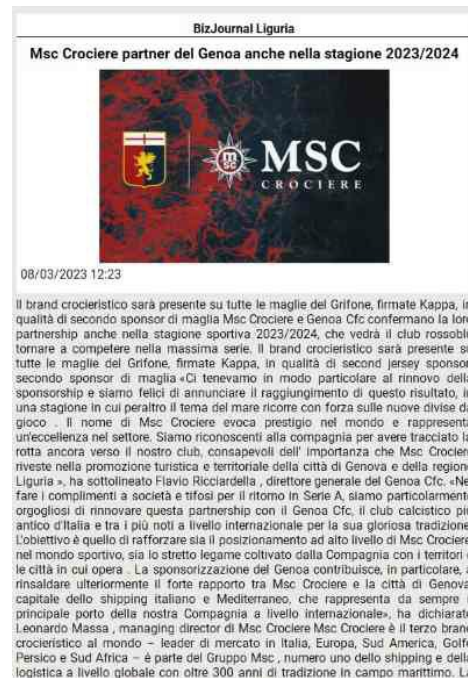 BizJournal Liguria
Msc Crociere partner del Genoa anche nella stagione 2023/2024
MSC
CROCIERE
08/03/2023 12:23
Il brand crocieristico sarà presente su tutte le maglie del Grifone, firmate Kappa, in
qualità di secondo sponsor di maglia Msc Crociere e Genoa Cfc confermano la loro
partnership anche nella stagione sportiva 2023/2024, che vedrà il club rossoblù
tornare a competere nella massima serie. Il brand crocieristico sarà presente su
tutte le maglie del Grifone, firmate Kappa, in qualità di second jersey sponsor
secondo sponsor di maglia «Ci tenevamo in modo particolare al rinnovo della
sponsorship e siamo felici di annunciare il raggiungimento di questo risultato, in
una stagione in cui peraltro il tema del mare ricorre con forza sulle nuove divise da
gioco . Il nome di Msc Crociere evoca prestigio nel mondo e rappresenta
un'eccellenza nel settore. Siamo riconoscenti alla compagnia per avere tracciato la
rotta ancora verso il nostro club, consapevoli dell' importanza che Msc Crociere
riveste nella promozione turistica e territoriale della città di Genova e della regione
Liguria », ha sottolineato Flavio Ricciardella , direttore generale del Genoa Cfc. «Nel
fare i complimenti a società e tifosi per il ritorno in Serie A, siamo particolarmente
orgogliosi di rinnovare questa partnership con il Genoa Cfc, il club calcistico più
antico d'Italia e tra i più noti a livello internazionale per la sua gloriosa tradizione.
L'obiettivo è quello di rafforzare sia il posizionamento ad alto livello di Msc Crociere
nel mondo sportivo, sia lo stretto legame coltivato dalla Compagnia con i territori e
le città in cui opera . La sponsorizzazione del Genoa contribuisce, in particolare, a
rinsaldare ulteriormente il forte rapporto tra Msc Crociere e la città di Genova,
capitale dello shipping italiano e Mediterraneo, che rappresenta da sempre il
principale porto della nostra Compagnia a livello internazionale», ha dichiarato
Leonardo Massa , managing director di Msc Crociere Msc Crociere è il terzo brand
crocieristico al mondo – leader di mercato in Italia, Europa, Sud America, Golfo
Persico e Sud Africa – è parte del Gruppo Msc , numero uno dello shipping e della
logistica a livello globale con oltre 300 anni di tradizione in campo marittimo.